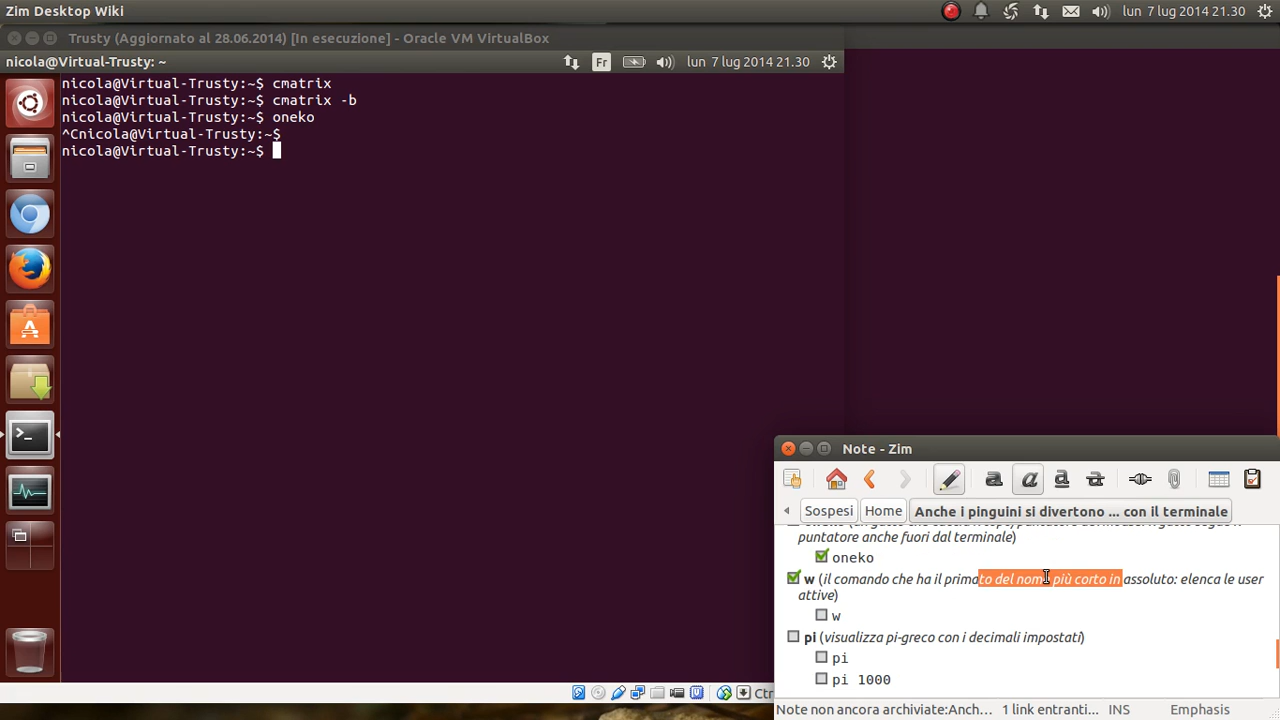 Zim Desktop Wiki
lun 7 lug 2014 21.30
Trusty (Aggiornato al 28.06.2014) [In esecuzione] - Oracle VM VirtualBox
nicola@Virtual-Trusty: ~
Fr
lun 7 lug 2014 21.30
nicola@Virtual-Trusty:~$ cmatrix
nicola@Virtual-Trusty:~$ cmatrix -b
nicola@Virtual-Trusty:~$ oneko
^Cnicola@Virtual-Trusty:~$
nicola@Virtual-Trusty:~$
Note - Zim
a a a a
Sospesi Home Anche i pinguini si divertono ... con il terminale
puntatore anche fuori dal terminale)
oneko
w (il comando che ha il primato del nome più corto in assoluto: elenca le user
attive)
w
pi (visualizza pi-greco con i decimali impostati)
pi
pi 1000
Ctr
Note non ancora archiviate:Anch... 1 link entranti... INS Emphasis